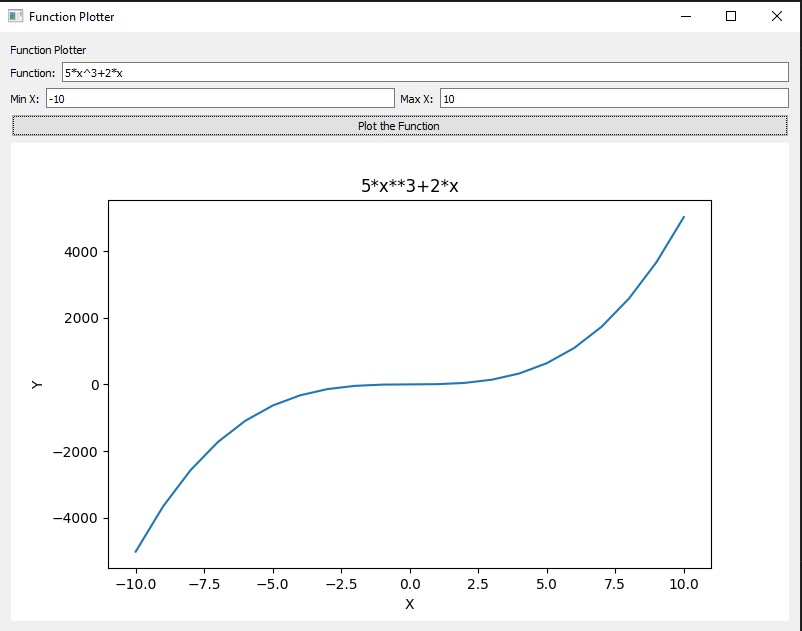 Function Plotter
Function Plotter
Function: 5*x^3+2*x
Min X: -10 Max X: 10
Plot the Function
5*x**3+2*x
4000
2000
0
−2000
−4000
Y
−10.0 −7.5 −5.0 −2.5 0.0 2.5 5.0 7.5 10.0
X